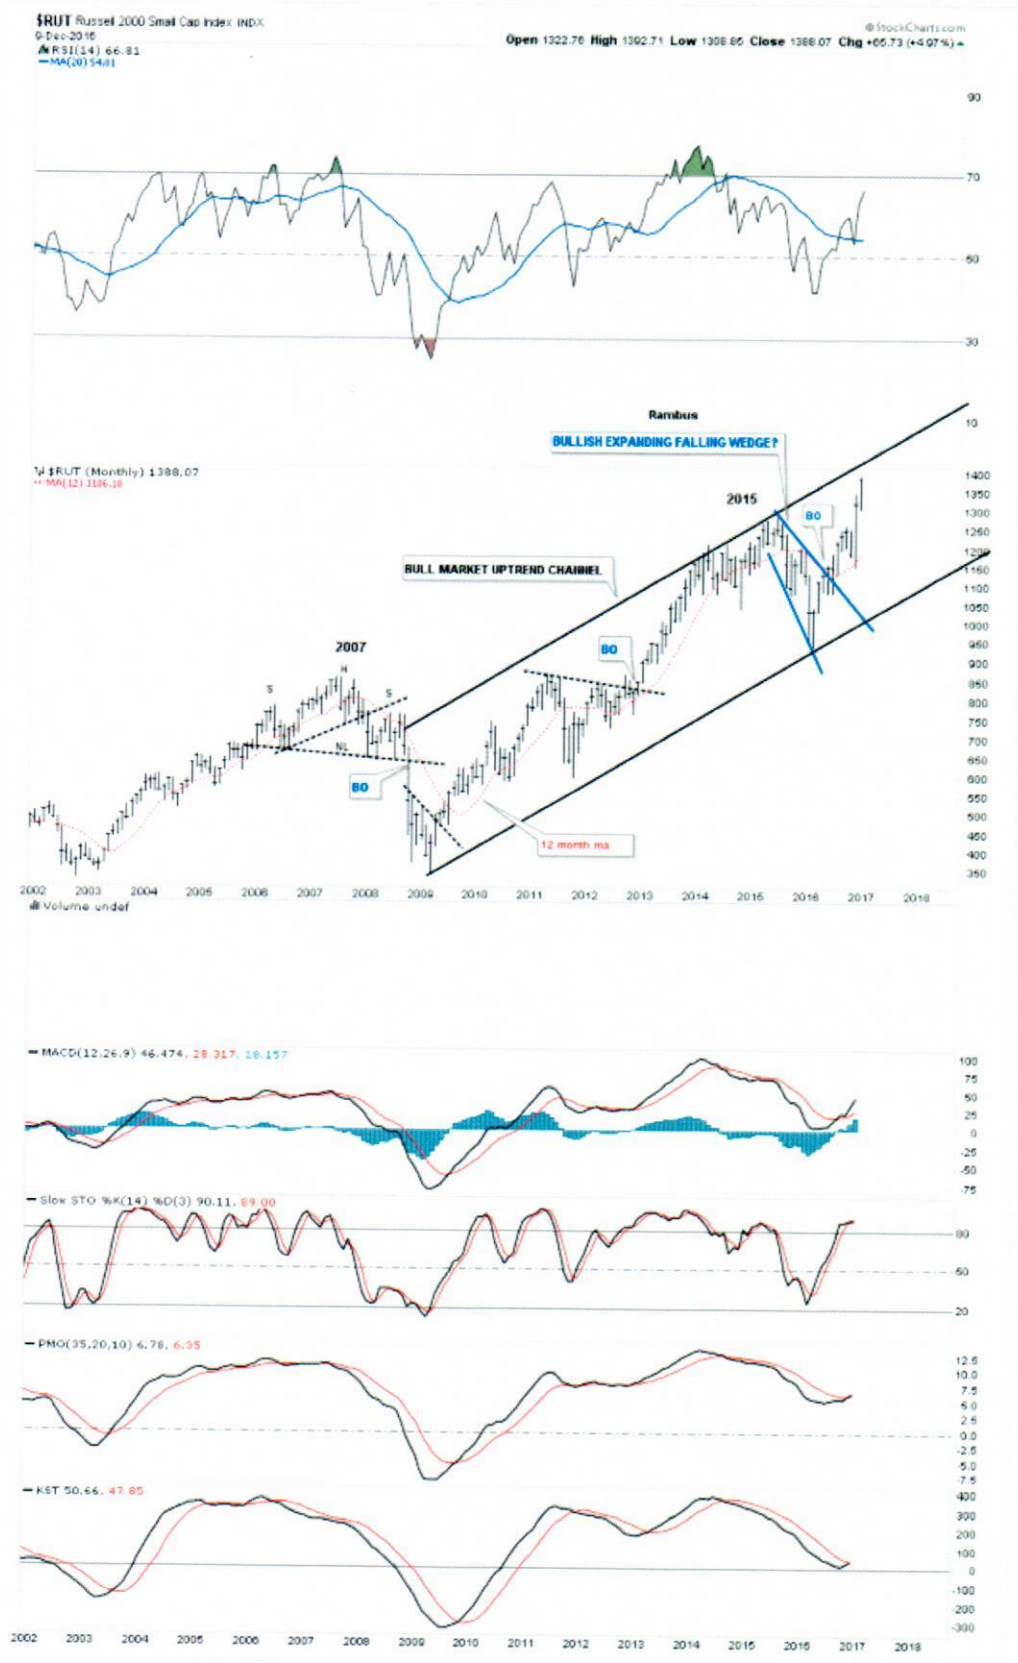 $RUT Russell 2000 Small Cap Index INDX
@StockCharts.com
9-Dec-2016
Open 1322.76 High 1392.71 Low 1308.85 Close 1388.07 Chg +65.73 (+4.97%)
RSI(14) 66.81
MA(20) 54.01
90
70
50
30
10
Rambus
BULLISH EXPANDING FALLING WEDGE?
$RUT (Monthly) 1388.07
MA(12) 1186.10
2015
BO
BULL MARKET UPTREND CHANNEL
2007
H
S
S
NL
BO
BO
12 month ma
1400
1350
1300
1250
1200
1150
1100
1050
1000
950
900
850
800
750
700
650
600
550
500
450
400
350
2002 2003 2004 2005 2006 2007 2008 2009 2010 2011 2012 2013 2014 2015 2016 2017 2018
Volume undef
MACD(12,26,9) 46.474, 28.317, 18.157
100
75
50
25
0
-25
-50
-75
Slow STO %K(14) %D(3) 90.11, 89.00
80
50
20
PMO(35,20,10) 6.78, 6.35
12.5
10.0
7.5
5.0
2.5
0.0
-2.5
-5.0
-7.5
KST 50.66, 47.85
400
300
200
100
0
-100
-200
-300
2002 2003 2004 2005 2006 2007 2008 2009 2010 2011 2012 2013 2014 2015 2016 2017 2018